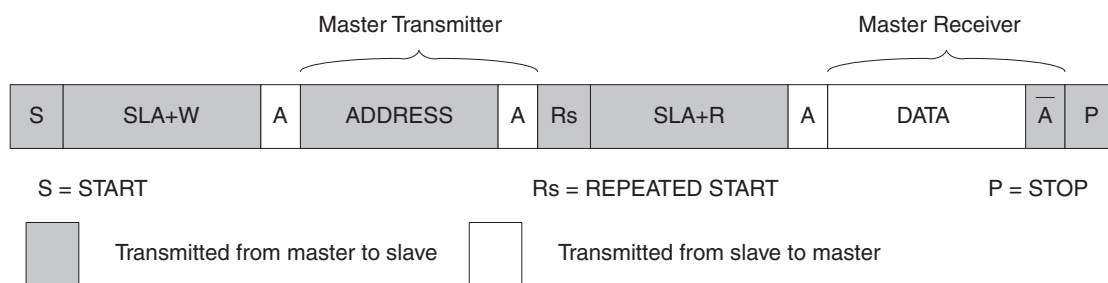 Master Transmitter Master Receiver
S SLA+W A ADDRESS A Rs SLA+R A DATA A̅ P
S = START Rs = REPEATED START P = STOP
Transmitted from master to slave Transmitted from slave to master